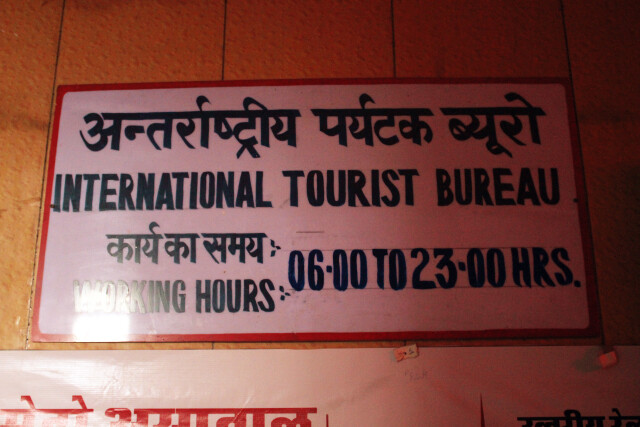 अन्तर्राष्ट्रीय पर्यटक ब्यूरो
INTERNATIONAL TOURIST BUREAU
कार्य का समय :-
WORKING HOURS :- 06·00 TO 23·00 HRS.